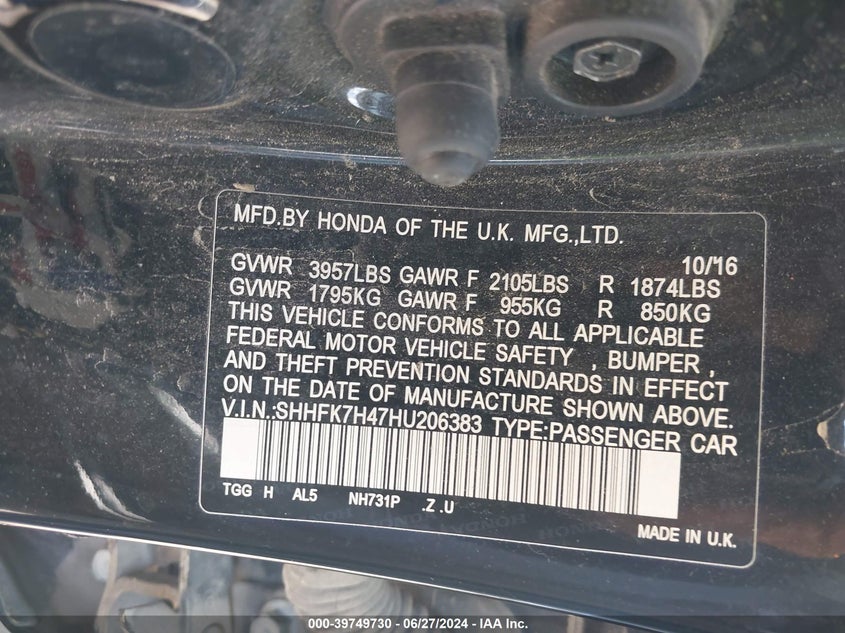 MFD.BY HONDA OF THE U.K. MFG.,LTD.
10/16
GVWR 3957LBS GAWR F 2105LBS R 1874LBS
GVWR 1795KG GAWR F 955KG R 850KG
THIS VEHICLE CONFORMS TO ALL APPLICABLE
FEDERAL MOTOR VEHICLE SAFETY , BUMPER ,
AND THEFT PREVENTION STANDARDS IN EFFECT
ON THE DATE OF MANUFACTURE SHOWN ABOVE.
V.I.N.:SHHFK7H47HU206383 TYPE:PASSENGER CAR
TGG H AL5 NH731P .Z .U
MADE IN U.K.
000-39749730 - 06/27/2024 - IAA Inc.